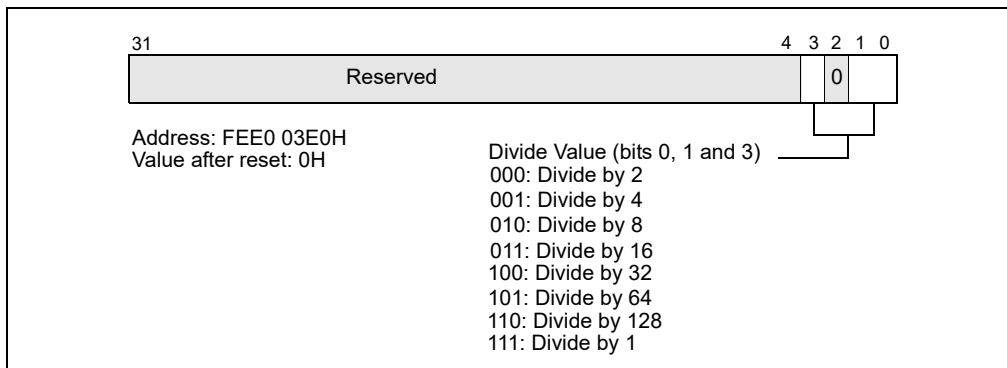 31 4 3 2 1 0
Reserved 0
Address: FEE0 03E0H
Value after reset: 0H
Divide Value (bits 0, 1 and 3)
000: Divide by 2
001: Divide by 4
010: Divide by 8
011: Divide by 16
100: Divide by 32
101: Divide by 64
110: Divide by 128
111: Divide by 1